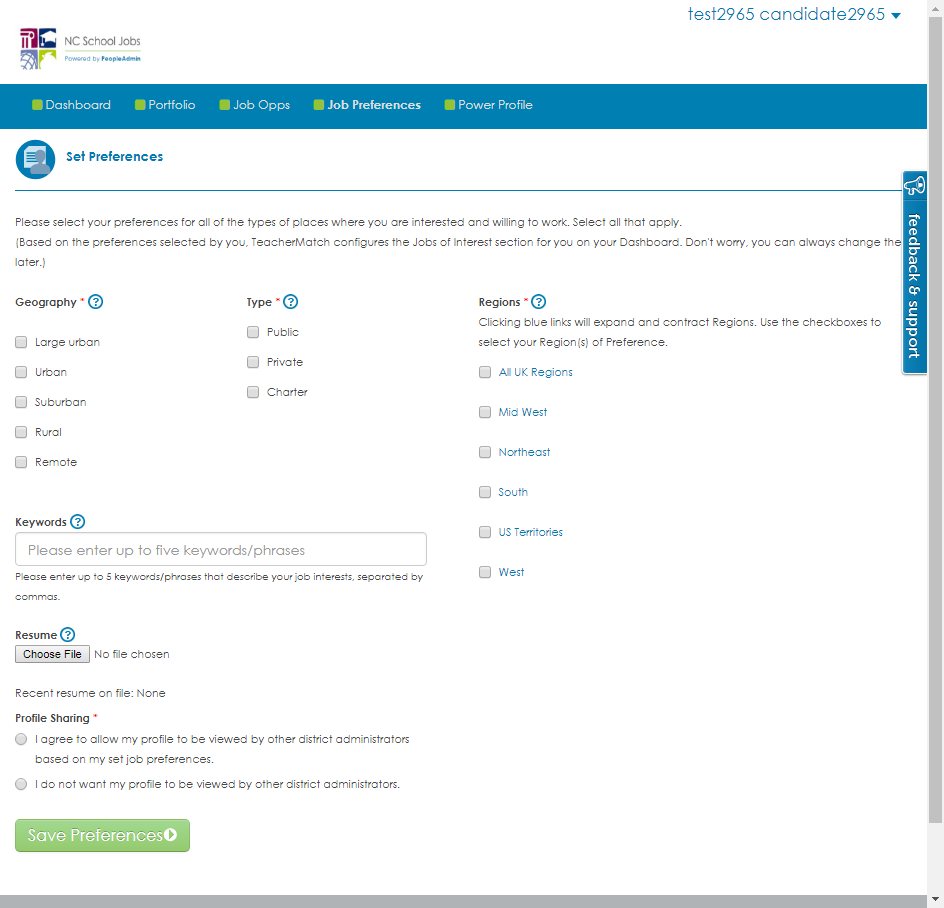 test2965 candidate2965
NC School Jobs
Powered by PeopleAdmin
Dashboard
Portfolio
Job Opps
Job Preferences
Power Profile
Set Preferences
feedback & support
Please select your preferences for all of the types of places where you are interested and willing to work. Select all that apply.
(Based on the preferences selected by you, TeacherMatch configures the Jobs of Interest section for you on your Dashboard. Don't worry, you can always change the
later.)
Geography * ?
Large urban
Urban
Suburban
Rural
Remote
Type * ?
Public
Private
Charter
Regions * ?
Clicking blue links will expand and contract Regions. Use the checkboxes to
select your Region(s) of Preference.
All UK Regions
Mid West
Northeast
South
US Territories
West
Keywords ?
Please enter up to five keywords/phrases
Please enter up to 5 keywords/phrases that describe your job interests, separated by
commas.
Resume ?
Choose File No file chosen
Recent resume on file: None
Profile Sharing *
I agree to allow my profile to be viewed by other district administrators
based on my set job preferences.
I do not want my profile to be viewed by other district administrators.
Save Preferences